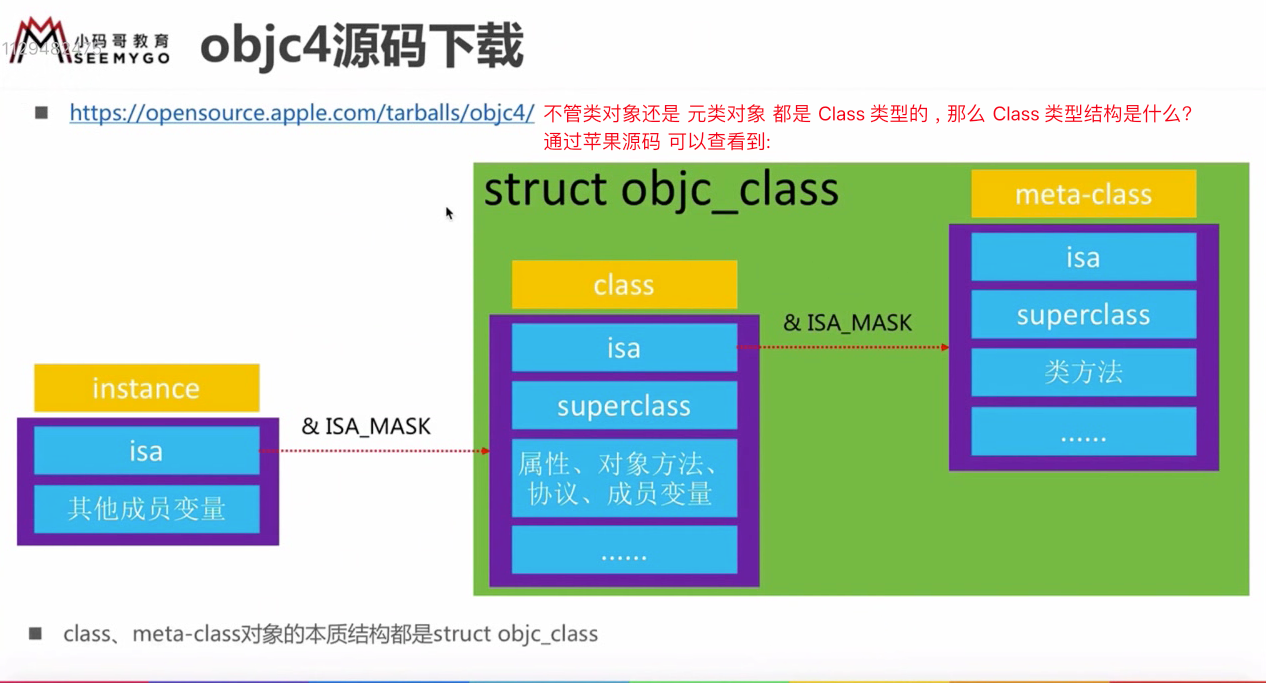 小码哥教育
SEEMYGO
objc4源码下载
https://opensource.apple.com/tarballs/objc4/
不管类对象还是 元类对象 都是 Class 类型的 , 那么 Class 类型结构是什么?
通过苹果源码 可以查看到:
struct objc_class
meta-class
isa
superclass
类方法
......
class
& ISA_MASK
isa
superclass
属性、对象方法、
协议、成员变量
......
instance
& ISA_MASK
isa
其他成员变量
class、meta-class对象的本质结构都是struct objc_class